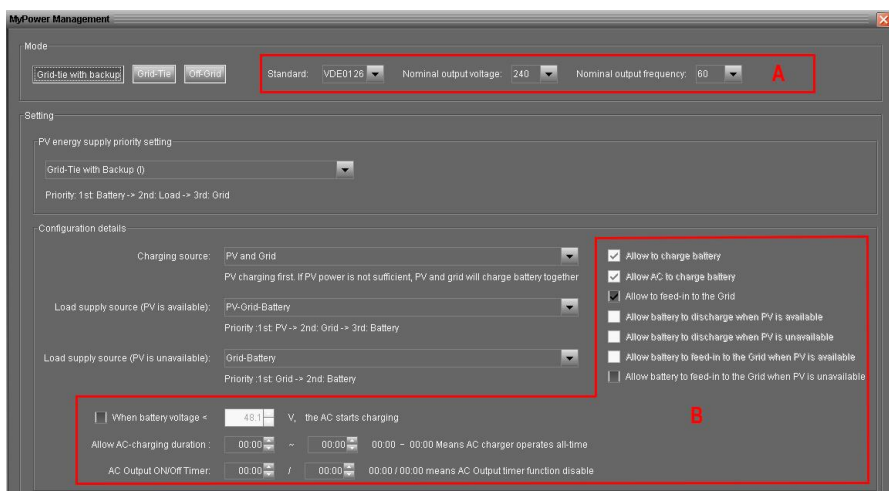 MyPower Management
Mode
Grid-tie with backup Grid-Tie Off-Grid Standard: VDE0126 Nominal output voltage: 240 Nominal output frequency: 60 A
Setting
PV energy supply priority setting
Grid-Tie with Backup (I)
Priority: 1st: Battery -> 2nd: Load -> 3rd: Grid
Configuration details
Charging source: PV and Grid
PV charging first. If PV power is not sufficient, PV and grid will charge battery together
Load supply source (PV is available): PV-Grid-Battery
Priority :1st: PV-> 2nd: Grid -> 3rd: Battery
Load supply source (PV is unavailable): Grid-Battery
Priority :1st: Grid -> 2nd: Battery
Allow to charge battery
Allow AC to charge battery
Allow to feed-in to the Grid
Allow battery to discharge when PV is available
Allow battery to discharge when PV is unavailable
Allow battery to feed-in to the Grid when PV is available
Allow battery to feed-in to the Grid when PV is unavailable
B
When battery voltage < 48.1 V, the AC starts charging
Allow AC-charging duration : 00:00 ~ 00:00 00:00 ~ 00:00 Means AC charger operates all-time
AC Output ON/Off Timer: 00:00 / 00:00 00:00 / 00:00 means AC Output timer function disable